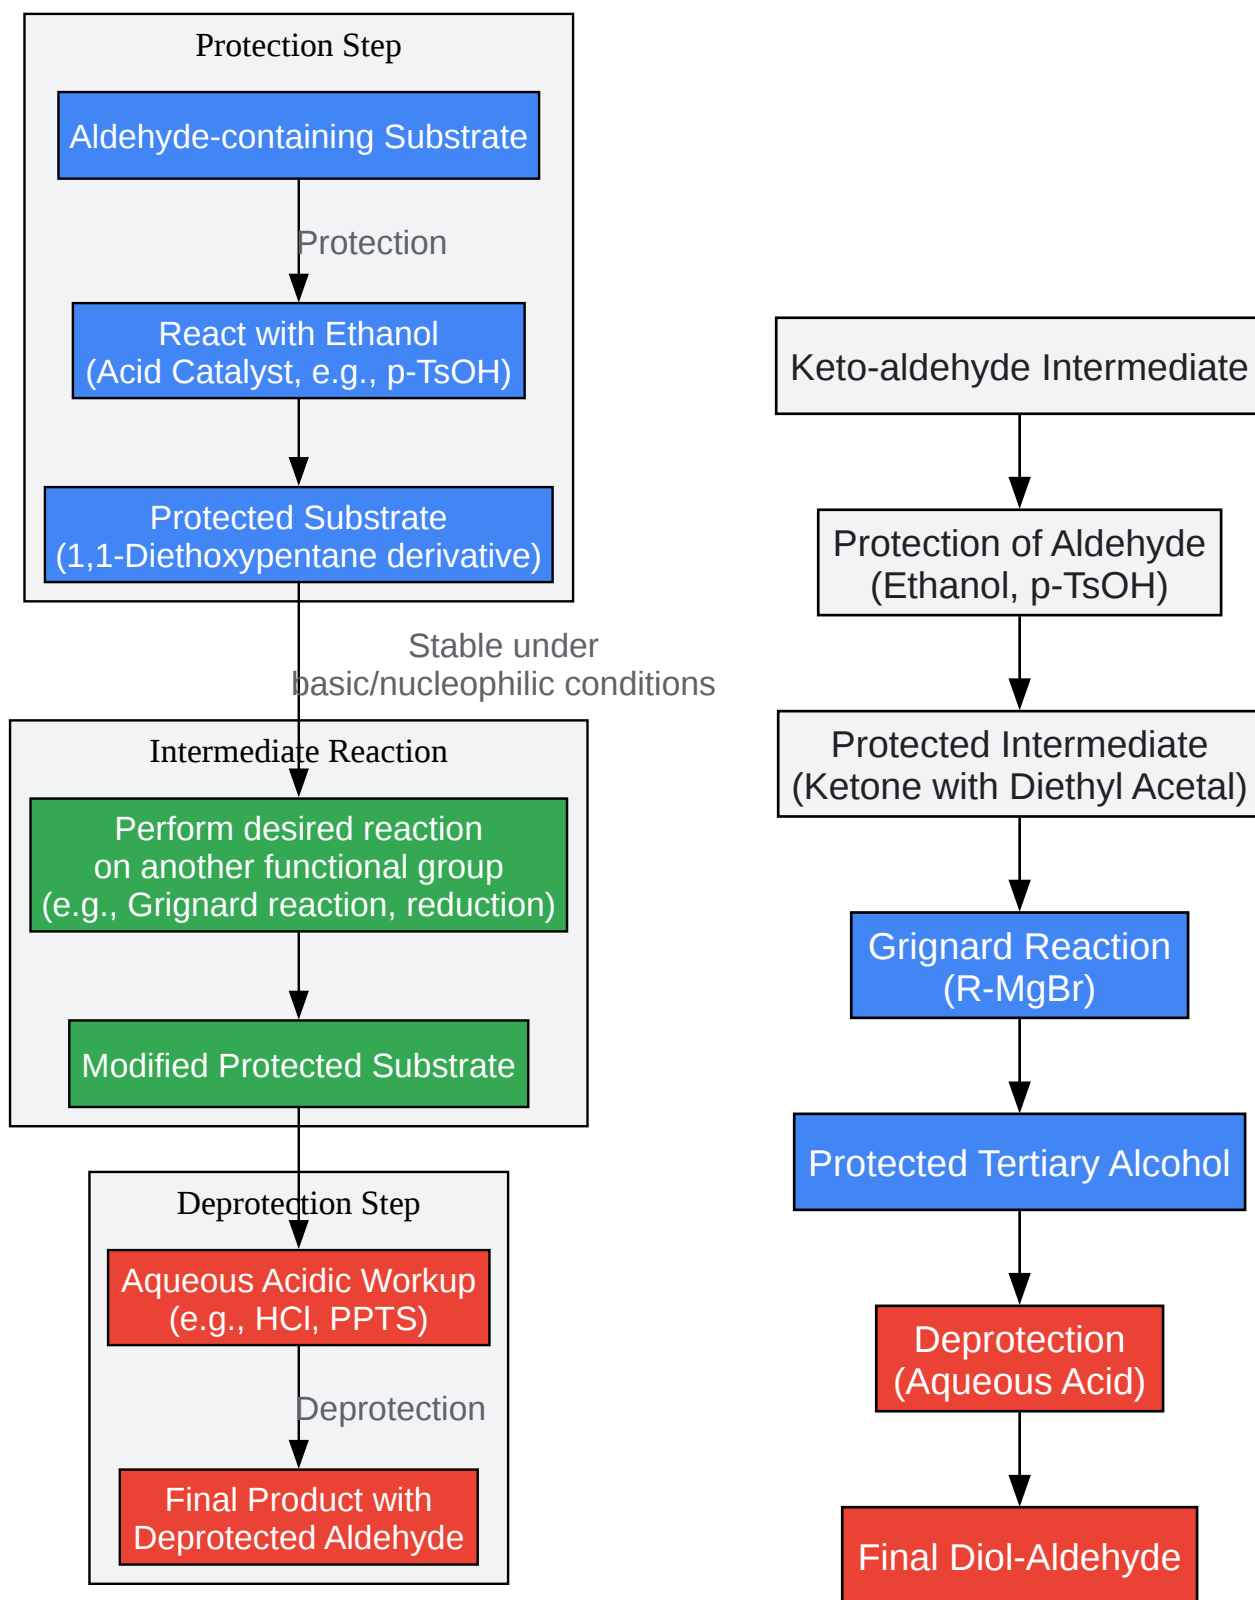 Protection Step
Aldehyde-containing Substrate
Protection
React with Ethanol
(Acid Catalyst, e.g., p-TsOH)
Protected Substrate
(1,1-Diethoxypentane derivative)
Stable under
basic/nucleophilic conditions
Intermediate Reaction
Perform desired reaction
on another functional group
(e.g., Grignard reaction, reduction)
Modified Protected Substrate
Deprotection Step
Aqueous Acidic Workup
(e.g., HCl, PPTS)
Deprotection
Final Product with
Deprotected Aldehyde
Keto-aldehyde Intermediate
Protection of Aldehyde
(Ethanol, p-TsOH)
Protected Intermediate
(Ketone with Diethyl Acetal)
Grignard Reaction
(R-MgBr)
Protected Tertiary Alcohol
Deprotection
(Aqueous Acid)
Final Diol-Aldehyde